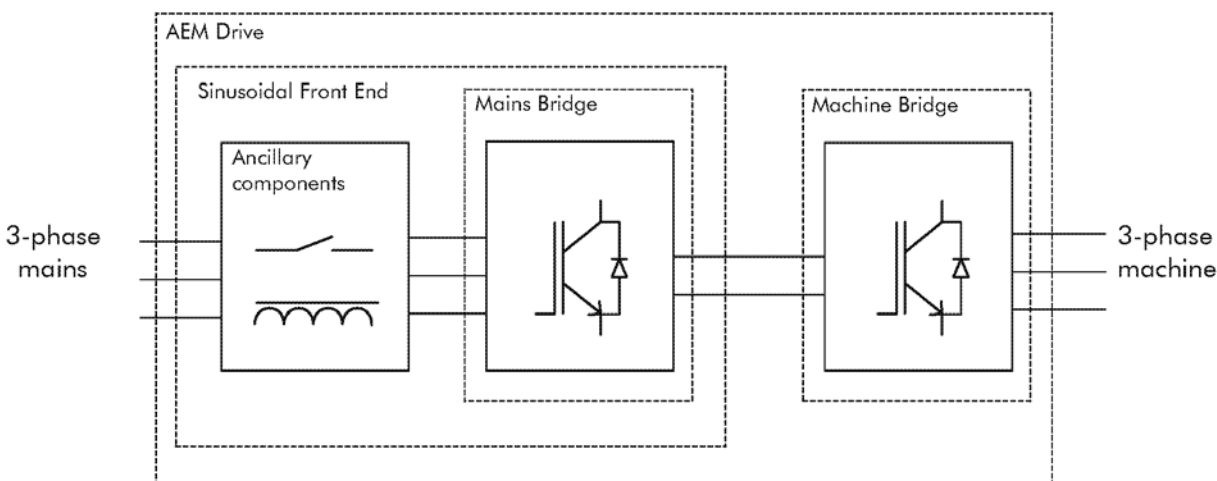 AEM Drive
Sinusoidal Front End
Mains Bridge
Machine Bridge
Ancillary
components
3-phase
mains
3-phase
machine